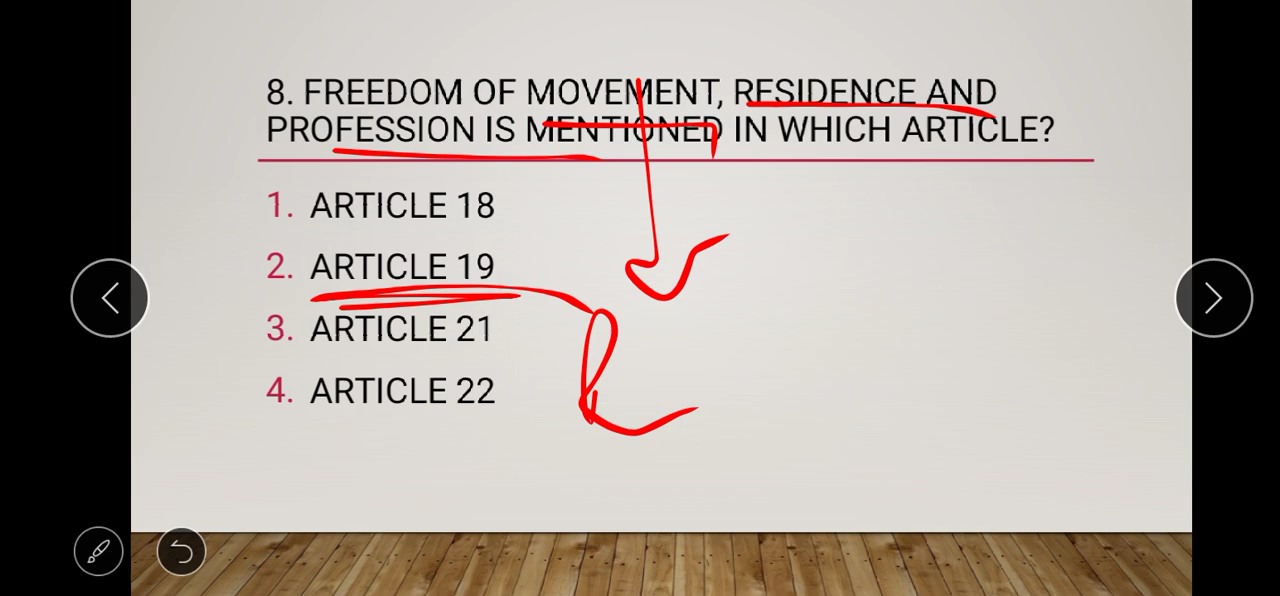 8. FREEDOM OF MOVEMENT, RESIDENCE AND
PROFESSION IS MENTIONED IN WHICH ARTICLE?
1. ARTICLE 18
2. ARTICLE 19
3. ARTICLE 21
4. ARTICLE 22